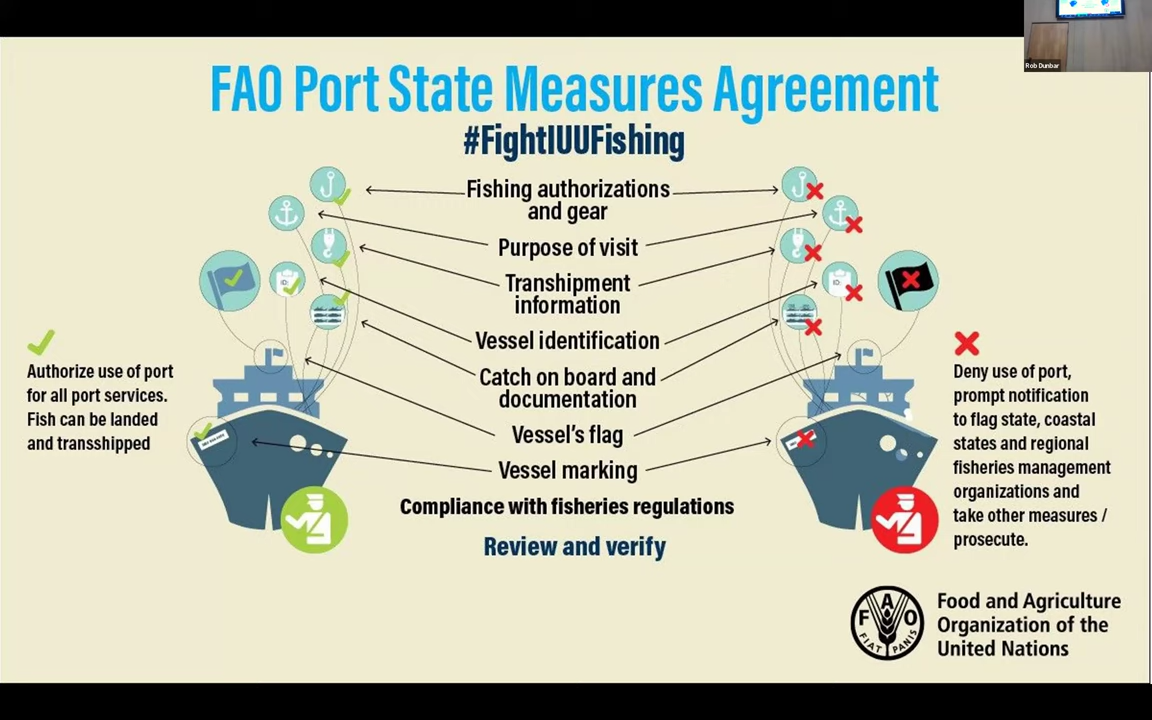 Rob Dunbar
FAO Port State Measures Agreement
#FightIUUFishing
Fishing authorizations
and gear
Purpose of visit
Transhipment
information
Vessel identification
Catch on board and
documentation
Vessel's flag
Vessel marking
Compliance with fisheries regulations
Review and verify
Authorize use of port
for all port services.
Fish can be landed
and transshipped
Deny use of port,
prompt notification
to flag state, coastal
states and regional
fisheries management
organizations and
take other measures /
prosecute.
F A O
FIAT PANIS
Food and Agriculture
Organization of the
United Nations